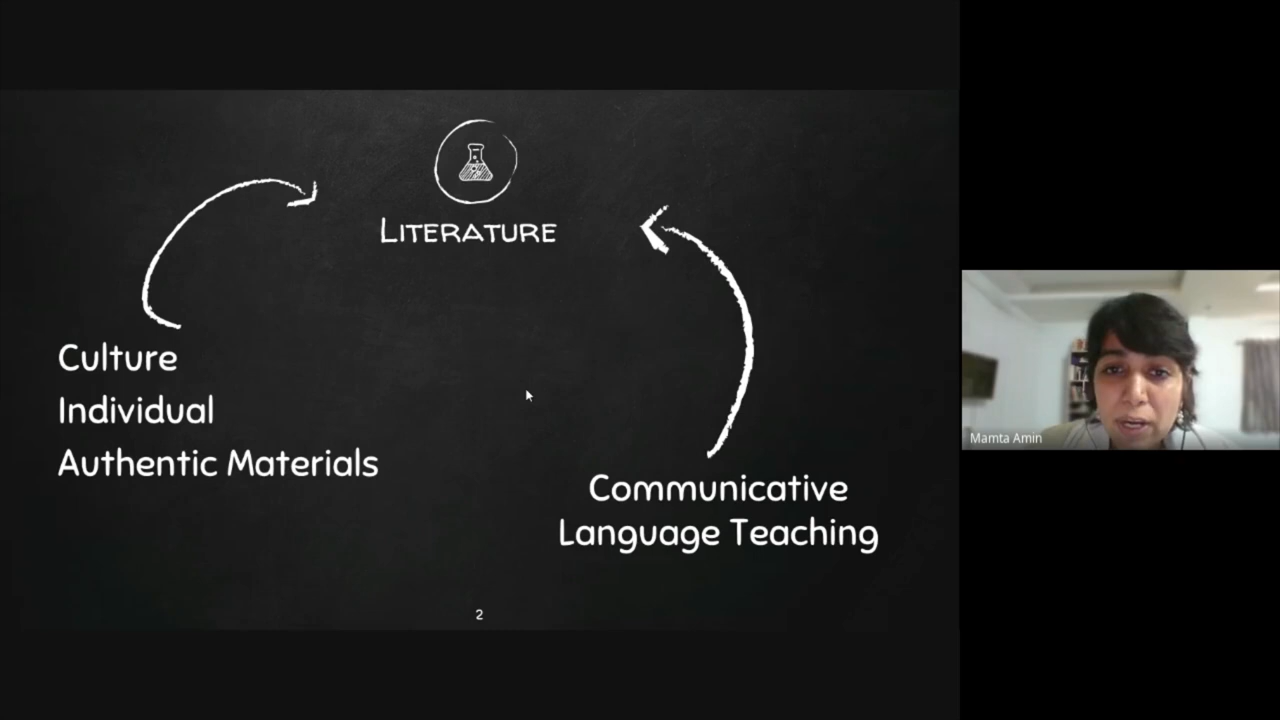 LITERATURE
Culture
Individual
Authentic Materials
Communicative
Language Teaching
2
Mamta Amin